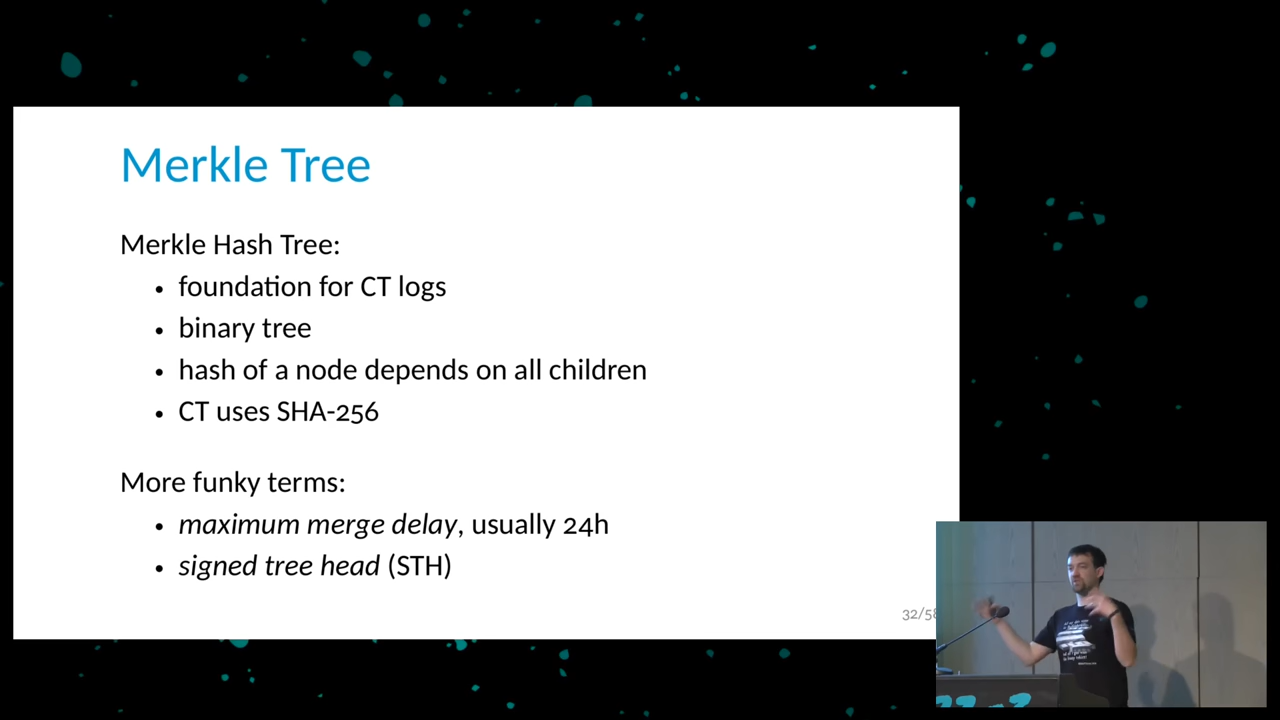 Merkle Tree
Merkle Hash Tree:
• foundation for CT logs
• binary tree
• hash of a node depends on all children
• CT uses SHA-256
More funky terms:
• maximum merge delay, usually 24h
• signed tree head (STH)
32/58